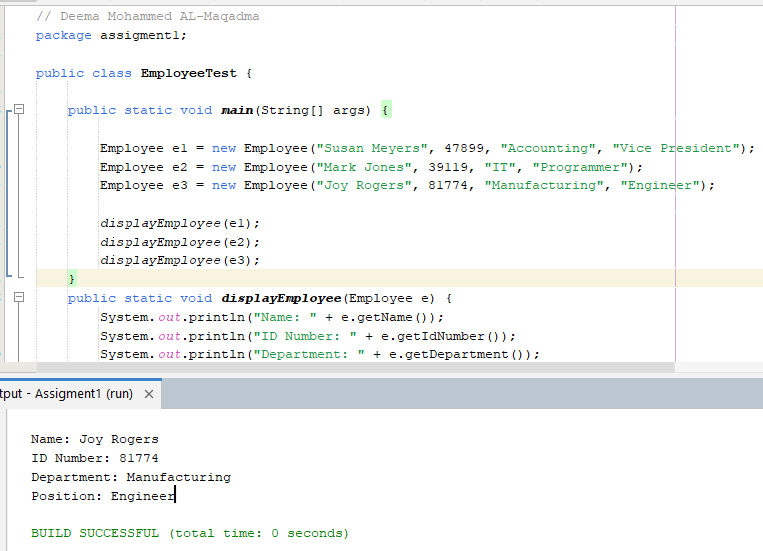 // Deema Mohammed AL-Maqadma
package assigment1;
public class EmployeeTest {
public static void main(String[] args) {
Employee e1 = new Employee("Susan Meyers", 47899, "Accounting", "Vice President");
Employee e2 = new Employee("Mark Jones", 39119, "IT", "Programmer");
Employee e3 = new Employee("Joy Rogers", 81774, "Manufacturing", "Engineer");
displayEmployee(e1);
displayEmployee(e2);
displayEmployee(e3);
}
public static void displayEmployee(Employee e) {
System.out.println("Name: " + e.getName());
System.out.println("ID Number: " + e.getIdNumber());
System.out.println("Department: " + e.getDepartment());
tput - Assigment1 (run) ×
Name: Joy Rogers
ID Number: 81774
Department: Manufacturing
Position: Engineer
BUILD SUCCESSFUL (total time: 0 seconds)